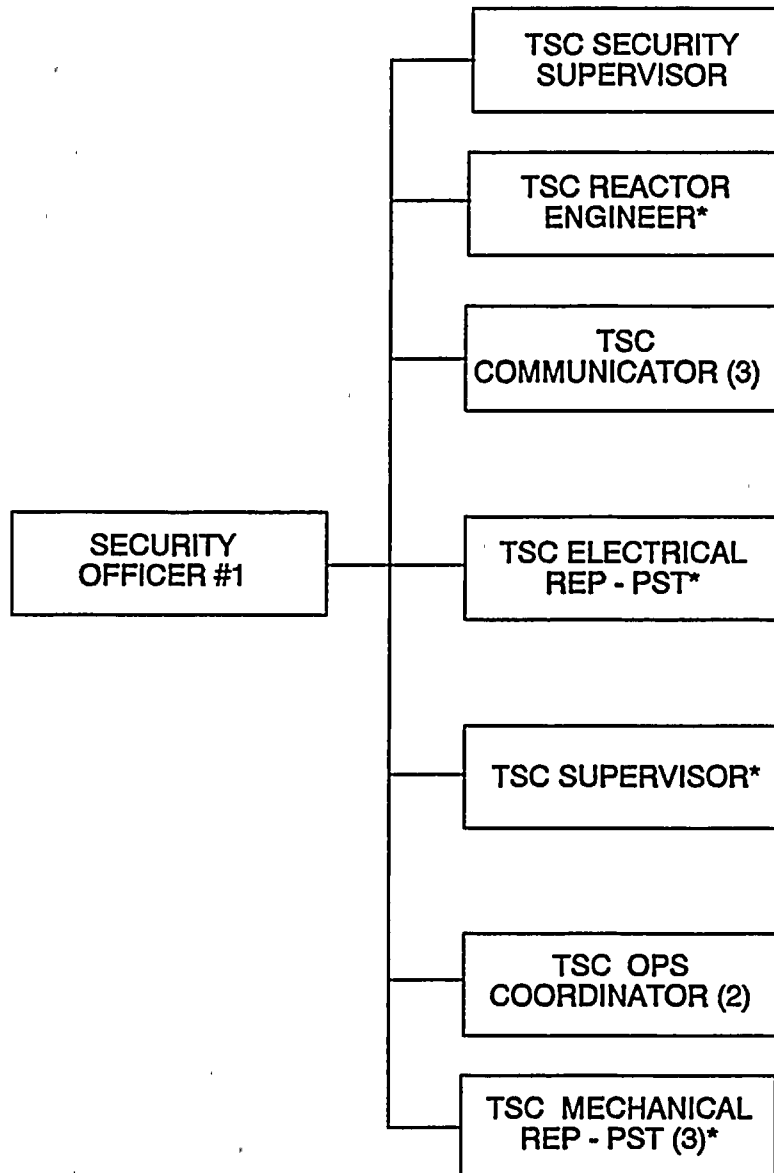 TSC SECURITY
SUPERVISOR
TSC REACTOR
ENGINEER*
TSC
COMMUNICATOR (3)
SECURITY
OFFICER #1
TSC ELECTRICAL
REP - PST*
TSC SUPERVISOR*
TSC OPS
COORDINATOR (2)
TSC MECHANICAL
REP - PST (3)*